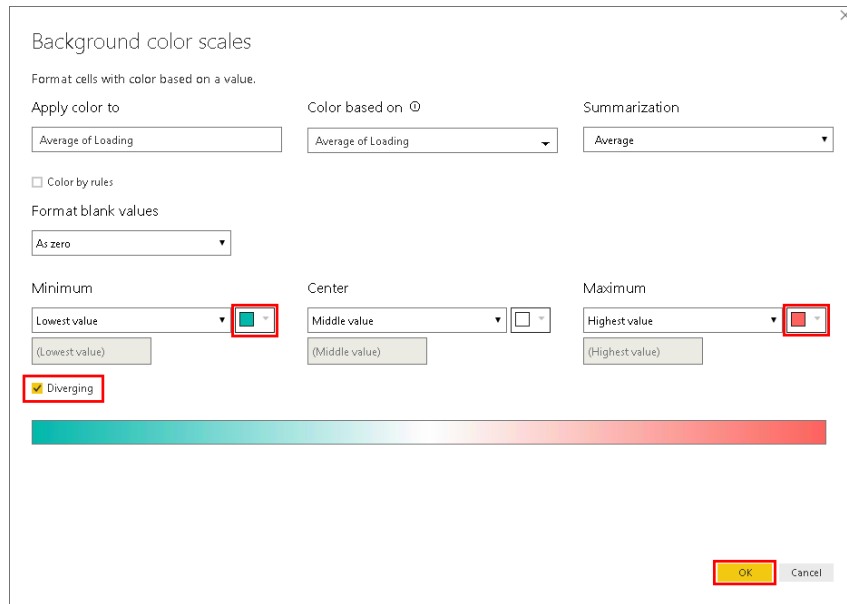 Background color scales
Format cells with color based on a value.
Apply color to Color based on Summarization
Average of Loading Average of Loading Average
Color by rules
Format blank values
As zero
Minimum Center Maximum
Lowest value Middle value Highest value
(Lowest value) (Middle value) (Highest value)
Diverging
OK Cancel